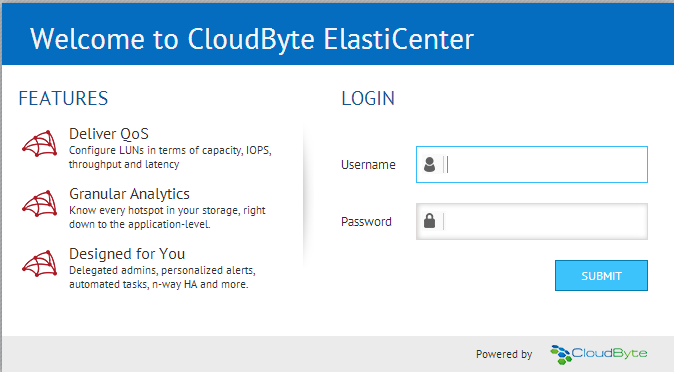 Welcome to CloudByte ElastiCenter
FEATURES
Deliver QoS
Configure LUNs in terms of capacity, IOPS,
throughput and latency
Granular Analytics
Know every hotspot in your storage, right
down to the application-level.
Designed for You
Delegated admins, personalized alerts,
automated tasks, n-way HA and more.
LOGIN
Username
Password
SUBMIT
Powered by CloudByte